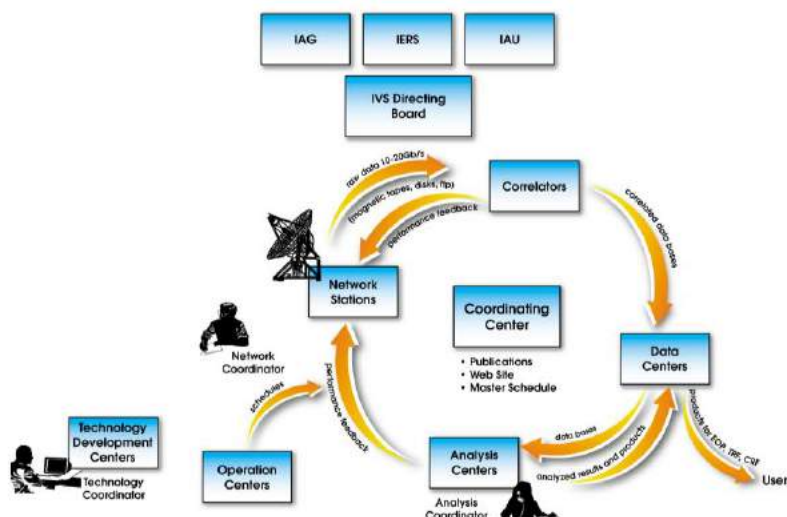 IAG
IERS
IAU
IVS Directing
Board
raw data 10-20Gb/s
(magnetic tapes, disks, ftp)
performance feedback
Correlators
correlated data bases
Network
Stations
Network
Coordinator
Coordinating
Center
• Publications
• Web Site
• Master Schedule
Data
Centers
schedules
performance feedback
data bases
analyzed results and products
products for EOP, TRF, CRF
User
Technology
Development
Centers
Technology
Coordinator
Operation
Centers
Analysis
Centers
Analysis
Coordinator